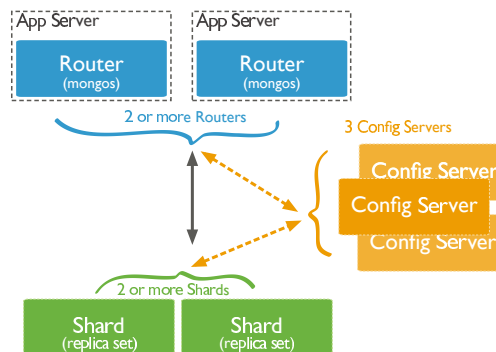 App Server
App Server
Router
(mongos)
Router
(mongos)
2 or more Routers
3 Config Servers
Config Server
Config Server
Config Server
2 or more Shards
Shard
(replica set)
Shard
(replica set)